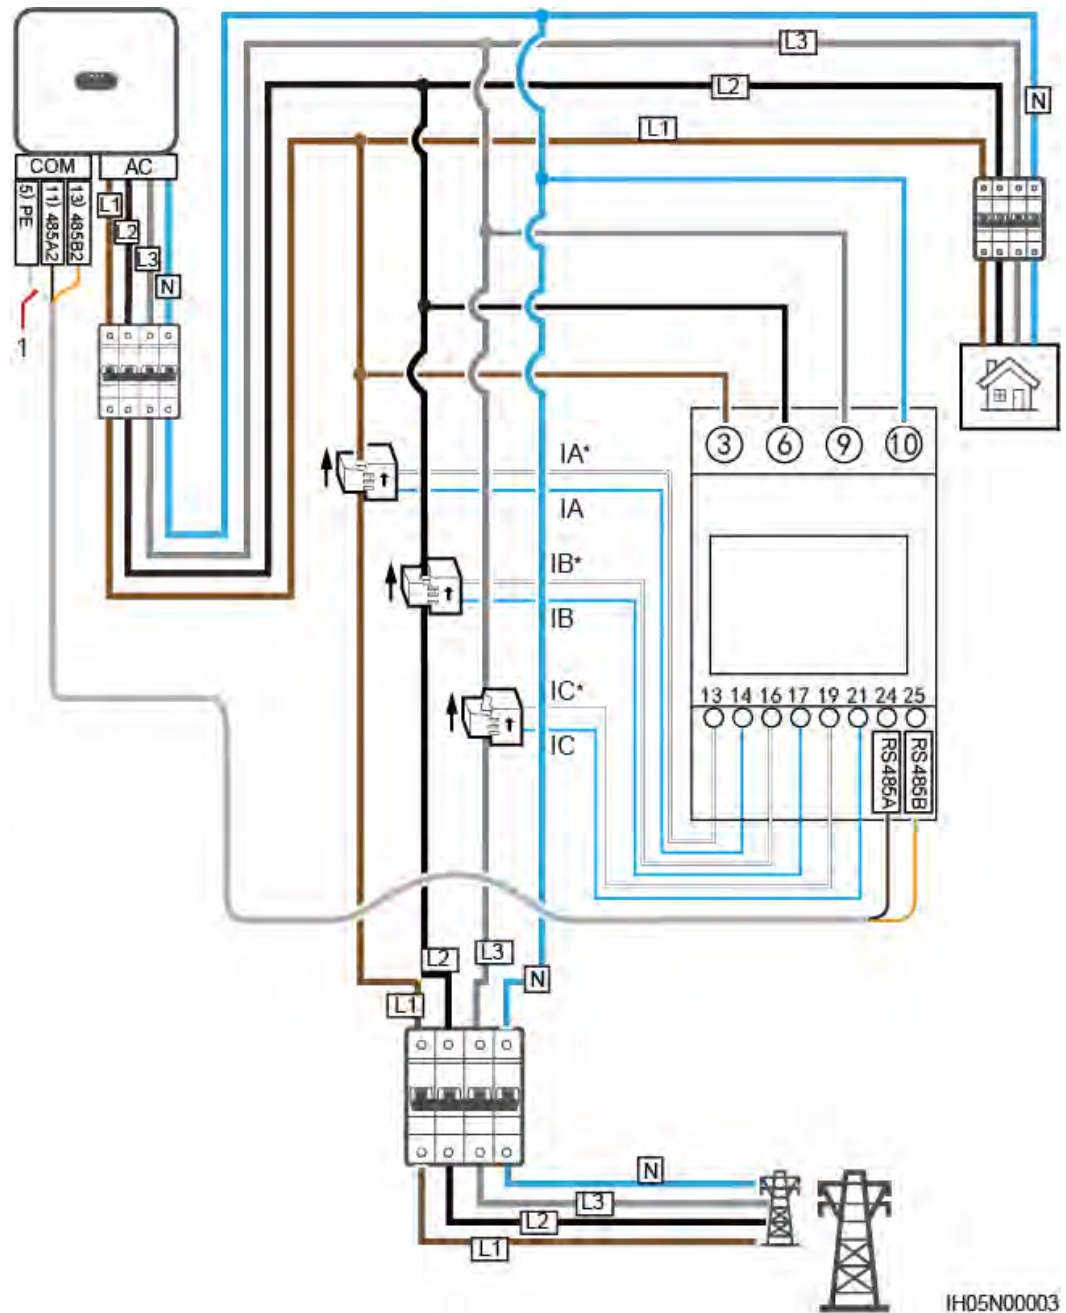 L3
L2
N
L1
COM
AC
5) PE
11) 485A2
13) 485B2
L1
L2
L3
N
1
3
6
9
10
IA*
IA
IB*
IB
IC*
IC
13 14 16 17 19 21 24 25
RS485A
RS485B
L2
L3
N
L1
N
L3
L2
L1
IH05N00003